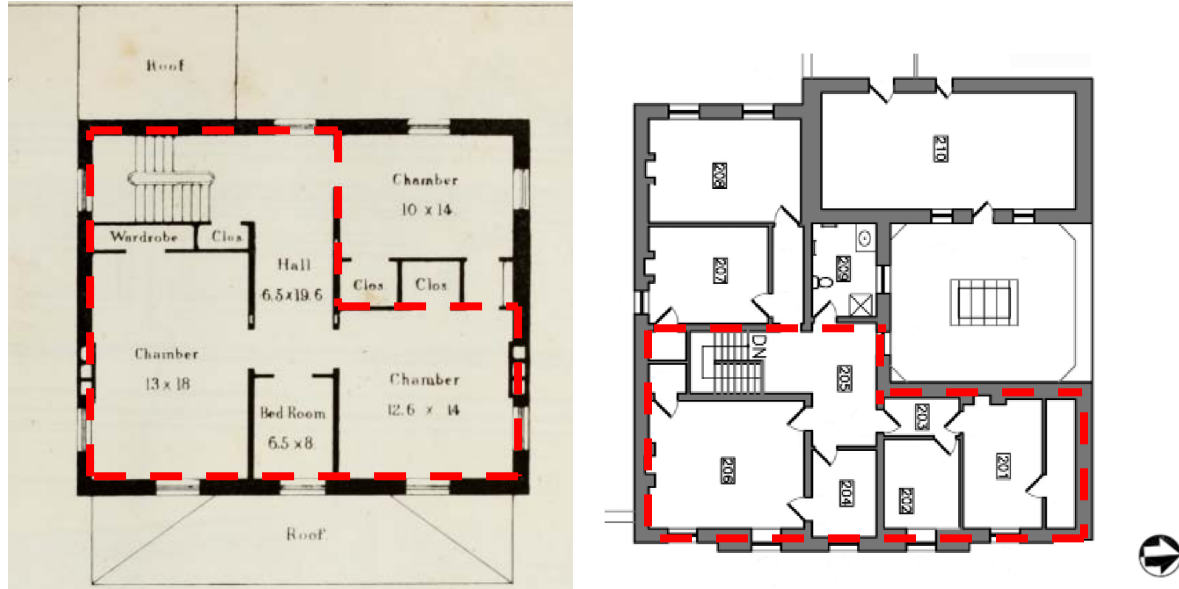 Roof
Chamber
10 x 14
Wardrobe
Clos.
Hall
6.5x19.6
Clos
Clos.
Chamber
13 x 18
Chamber
12.6 x 14
Bed Room
6.5 x 8
Roof.
210
208
207
209
DN
205
203
201
206
204
202